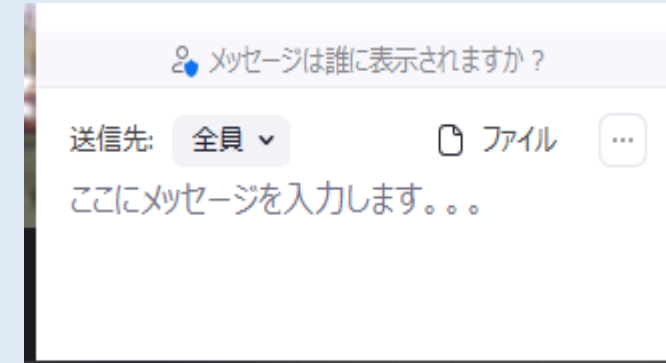 メッセージは誰に表示されますか？
送信先: 全員 ファイル ...
ここにメッセージを入力します。。。